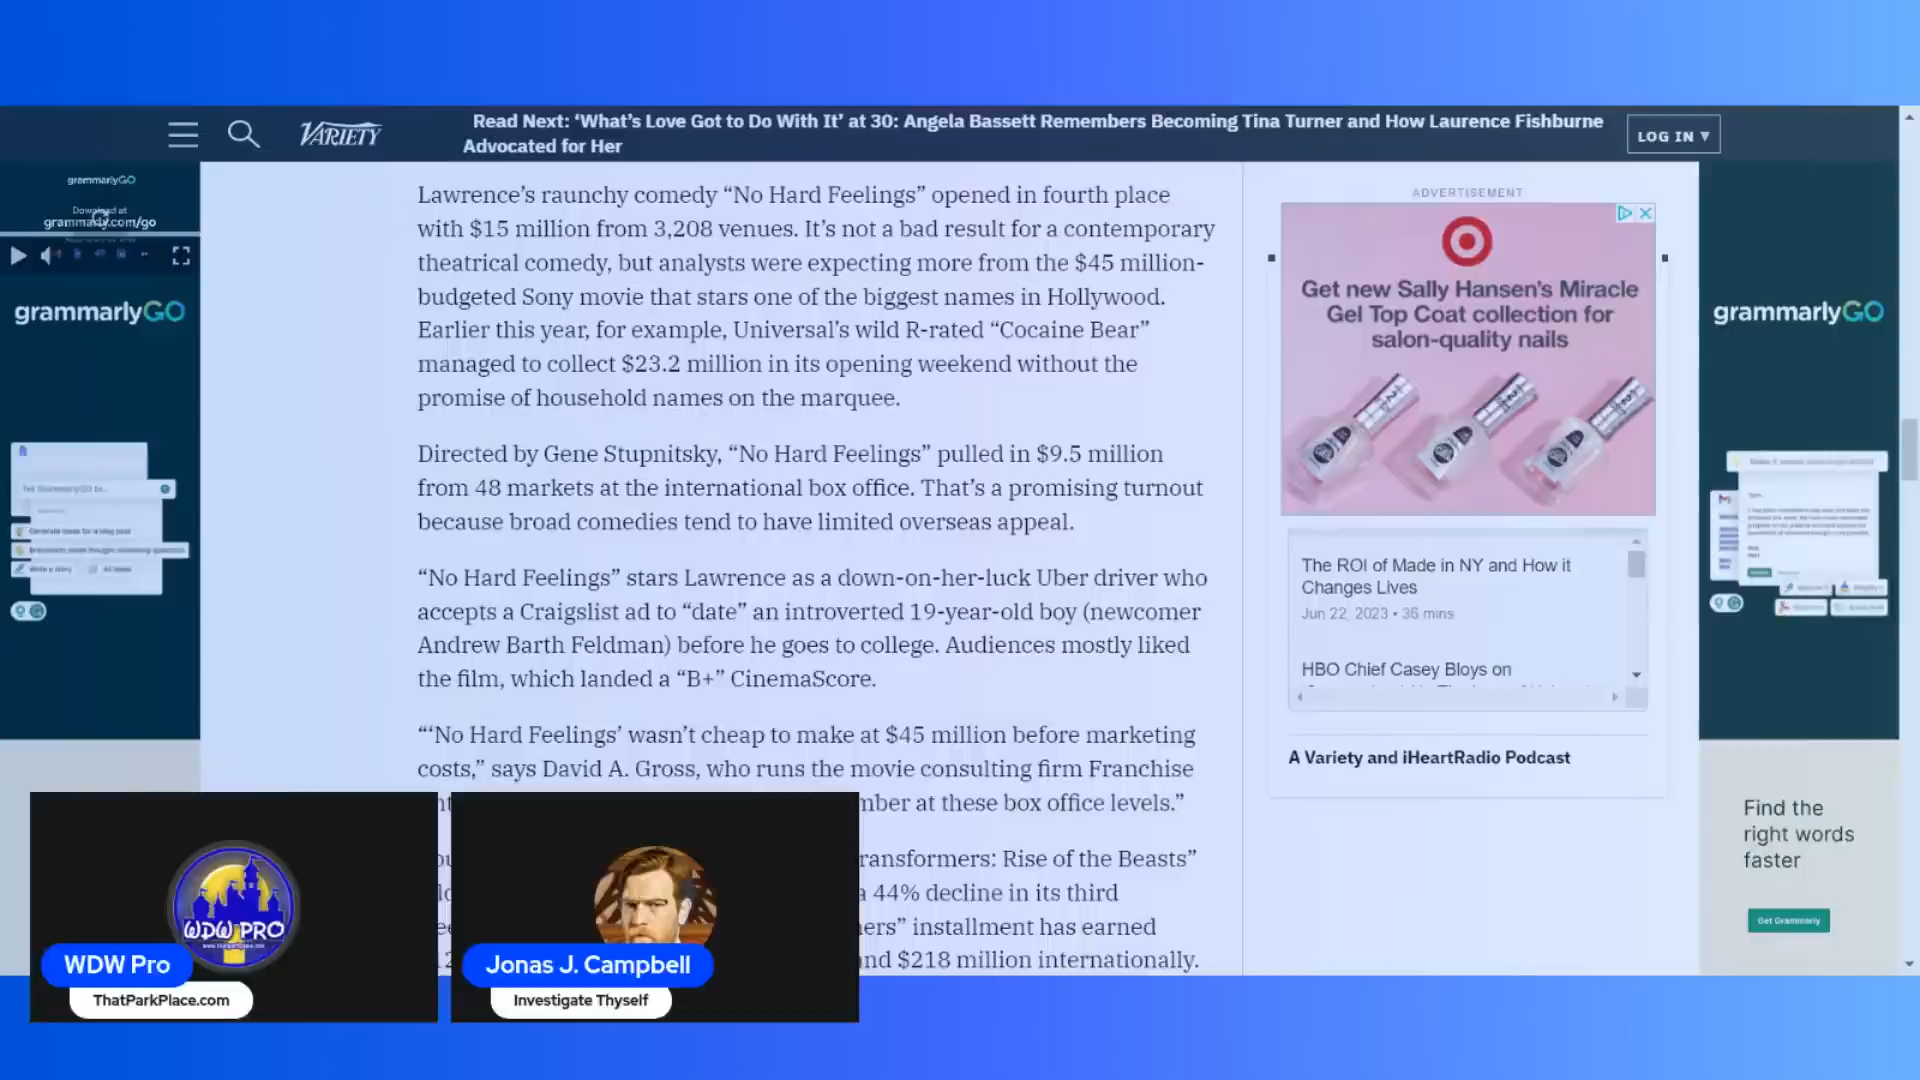 VARIETY
Read Next: ‘What’s Love Got to Do With It’ at 30: Angela Bassett Remembers Becoming Tina Turner and How Laurence Fishburne
Advocated for Her
LOG IN
grammarlyGO
Download at
grammarly.com/go
grammarlyGO
Lawrence’s raunchy comedy “No Hard Feelings” opened in fourth place
with $15 million from 3,208 venues. It’s not a bad result for a contemporary
theatrical comedy, but analysts were expecting more from the $45 million-
budgeted Sony movie that stars one of the biggest names in Hollywood.
Earlier this year, for example, Universal’s wild R-rated “Cocaine Bear”
managed to collect $23.2 million in its opening weekend without the
promise of household names on the marquee.
Directed by Gene Stupnitsky, “No Hard Feelings” pulled in $9.5 million
from 48 markets at the international box office. That’s a promising turnout
because broad comedies tend to have limited overseas appeal.
“No Hard Feelings” stars Lawrence as a down-on-her-luck Uber driver who
accepts a Craigslist ad to “date” an introverted 19-year-old boy (newcomer
Andrew Barth Feldman) before he goes to college. Audiences mostly liked
the film, which landed a “B+” CinemaScore.
“‘No Hard Feelings’ wasn’t cheap to make at $45 million before marketing
costs,” says David A. Gross, who runs the movie consulting firm Franchise
at these box office levels.”
Transformers: Rise of the Beasts”
a 44% decline in its third
installment has earned
and $218 million internationally.
ADVERTISEMENT
Get new Sally Hansen’s Miracle
Gel Top Coat collection for
salon-quality nails
The ROI of Made in NY and How it
Changes Lives
Jun 22, 2023 • 36 mins
HBO Chief Casey Bloys on
A Variety and iHeartRadio Podcast
grammarlyGO
Write a story
Find the
right words
faster
Get Grammarly
WDW PRO
WDW Pro
ThatParkPlace.com
Jonas J. Campbell
Investigate Thyself